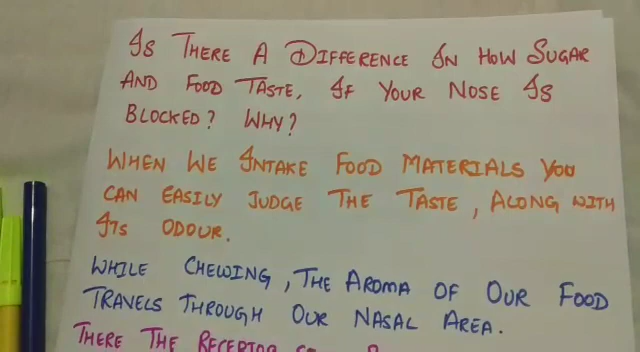 IS THERE A DIFFERENCE IN HOW SUGAR
AND FOOD TASTE, IF YOUR NOSE IS
BLOCKED? WHY?
WHEN WE INTAKE FOOD MATERIALS YOU
CAN EASILY JUDGE THE TASTE, ALONG WITH
ITS ODOUR.
WHILE CHEWING, THE AROMA OF OUR FOOD
TRAVELS THROUGH OUR NASAL AREA.
THERE THE RECEPTOR